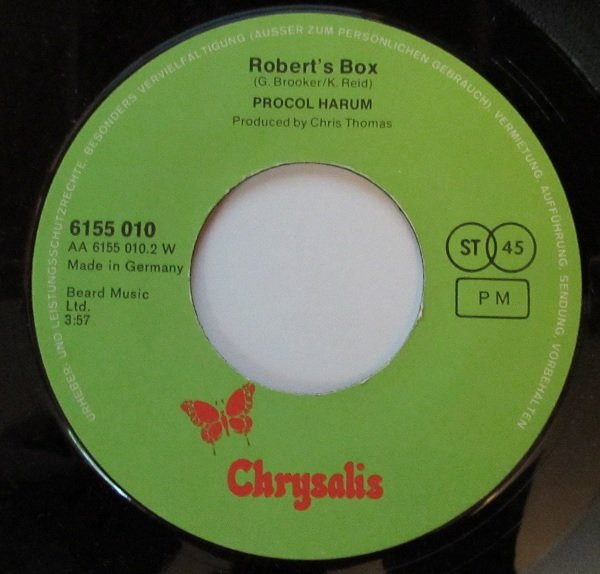 URHEBER- UND LEISTUNGSSCHUTZRECHTE, BESONDERS VERVIELFÄLTIGUNG (AUSSER ZUM PERSÖNLICHEN GEBRAUCH), VERMIETUNG, AUFFÜHRUNG, SENDUNG, VORBEHALTEN
Robert's Box
(G. Brooker/K. Reid)
PROCOL HARUM
Produced by Chris Thomas
6155 010
AA 6155 010.2 W
Made in Germany
Beard Music
Ltd.
3:57
ST 45
PM
Chrysalis